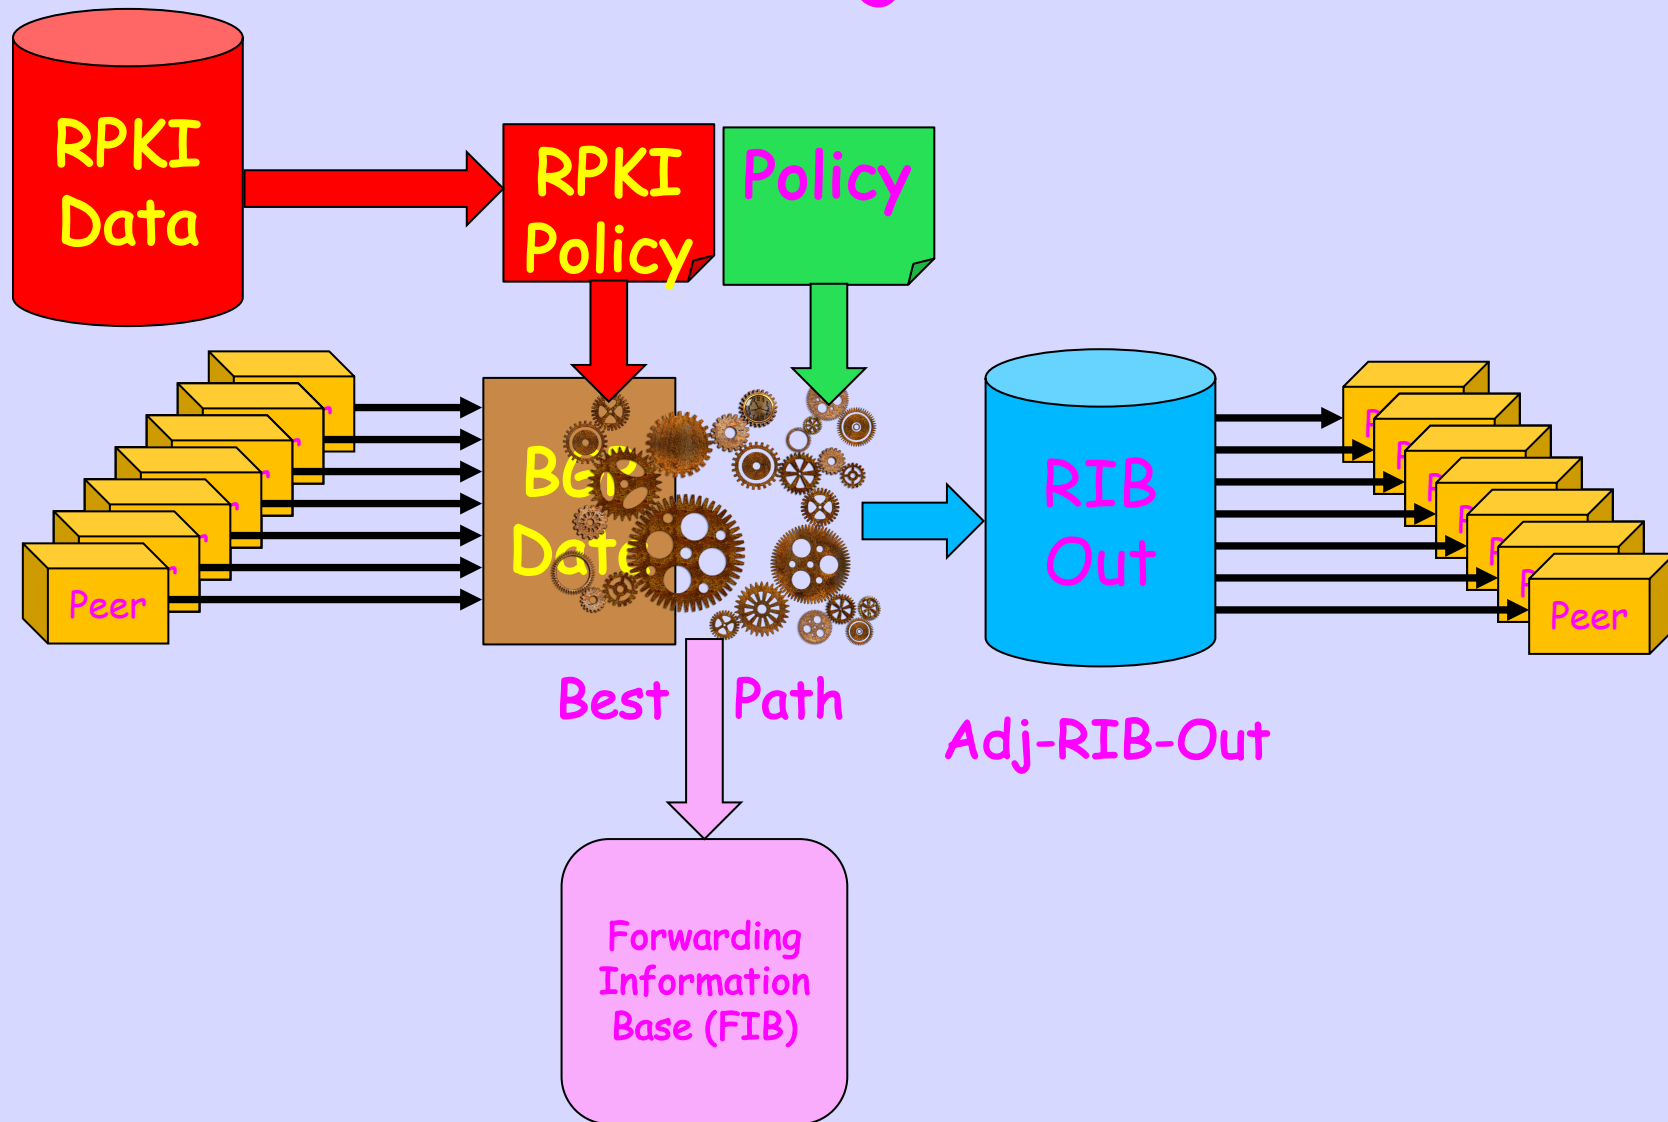 RPKI
Data
RPKI
Policy
Policy
Peer
RIB
Out
Peer
Best Path
Adj-RIB-Out
Forwarding
Information
Base (FIB)